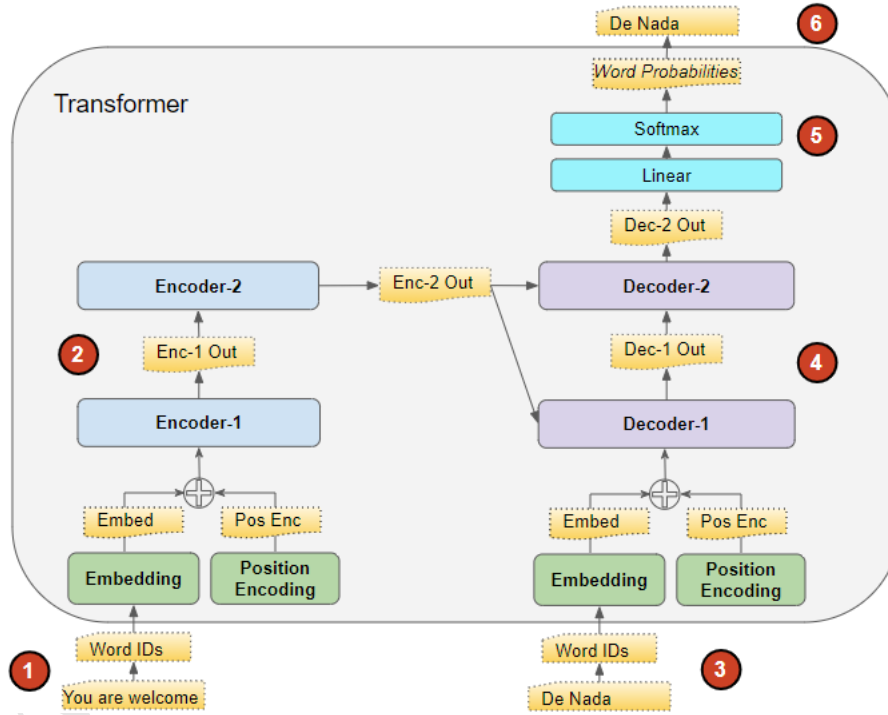 De Nada
6
Word Probabilities
Transformer
Softmax
5
Linear
Dec-2 Out
Encoder-2
Enc-2 Out
Decoder-2
2
Enc-1 Out
Dec-1 Out
4
Encoder-1
Decoder-1
Embed
Pos Enc
Embed
Pos Enc
Embedding
Position
Encoding
Embedding
Position
Encoding
1
Word IDs
Word IDs
3
You are welcome
De Nada